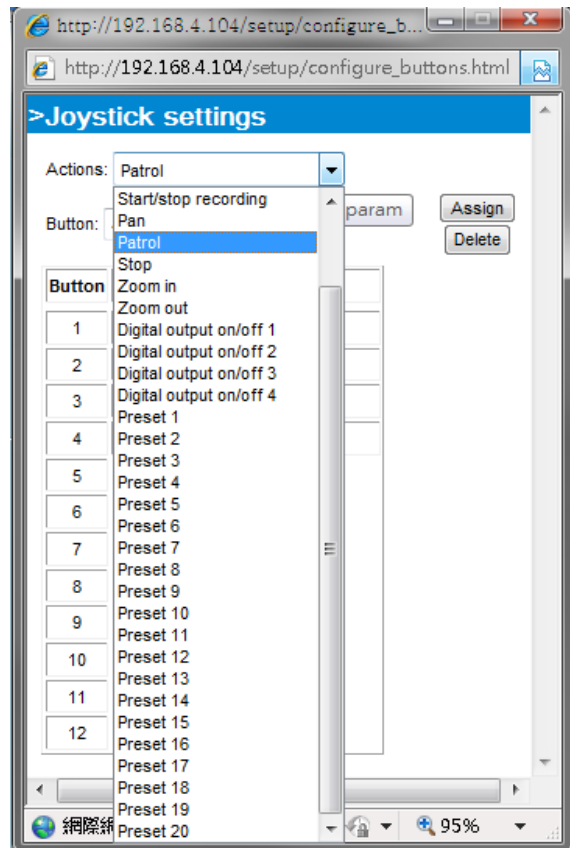 http://192.168.4.104/setup/configure_b...
http://192.168.4.104/setup/configure_buttons.html
>Joystick settings
Actions: Patrol
Button:
param
Assign
Delete
Start/stop recording
Pan
Patrol
Stop
Zoom in
Zoom out
Digital output on/off 1
Digital output on/off 2
Digital output on/off 3
Digital output on/off 4
Preset 1
Preset 2
Preset 3
Preset 4
Preset 5
Preset 6
Preset 7
Preset 8
Preset 9
Preset 10
Preset 11
Preset 12
Preset 13
Preset 14
Preset 15
Preset 16
Preset 17
Preset 18
Preset 19
Preset 20
Button
1
2
3
4
5
6
7
8
9
10
11
12
網際
95%